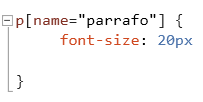 p[name="parrafo"] {
font-size: 20px
}